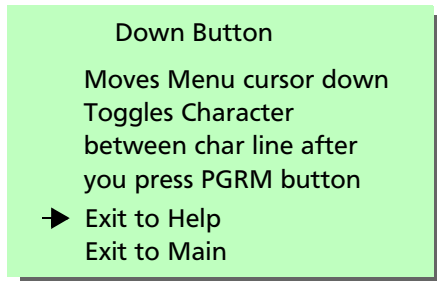 Down Button
Moves Menu cursor down
Toggles Character
between char line after
you press PGRM button
Exit to Help
Exit to Main